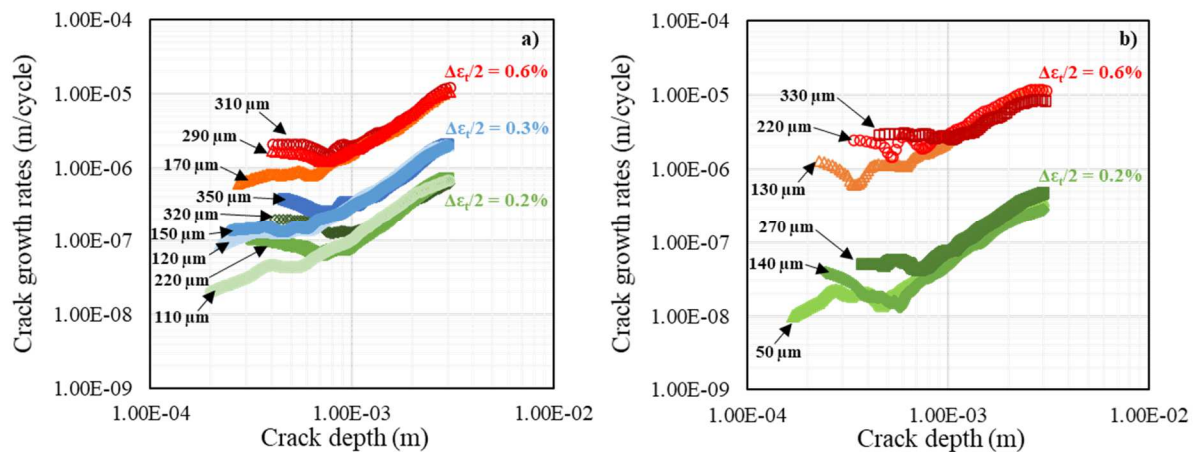 a)
1.00E-04
1.00E-05
1.00E-06
1.00E-07
1.00E-08
1.00E-09
Crack growth rates (m/cycle)
Δεt/2 = 0.6%
Δεt/2 = 0.3%
Δεt/2 = 0.2%
310 µm
290 µm
170 µm
350 µm
320 µm
150 µm
120 µm
220 µm
110 µm
1.00E-04 1.00E-03 1.00E-02
Crack depth (m)
b)
1.00E-04
1.00E-05
1.00E-06
1.00E-07
1.00E-08
1.00E-09
Crack growth rates (m/cycle)
Δεt/2 = 0.6%
Δεt/2 = 0.2%
330 µm
220 µm
130 µm
270 µm
140 µm
50 µm
1.00E-04 1.00E-03 1.00E-02
Crack depth (m)